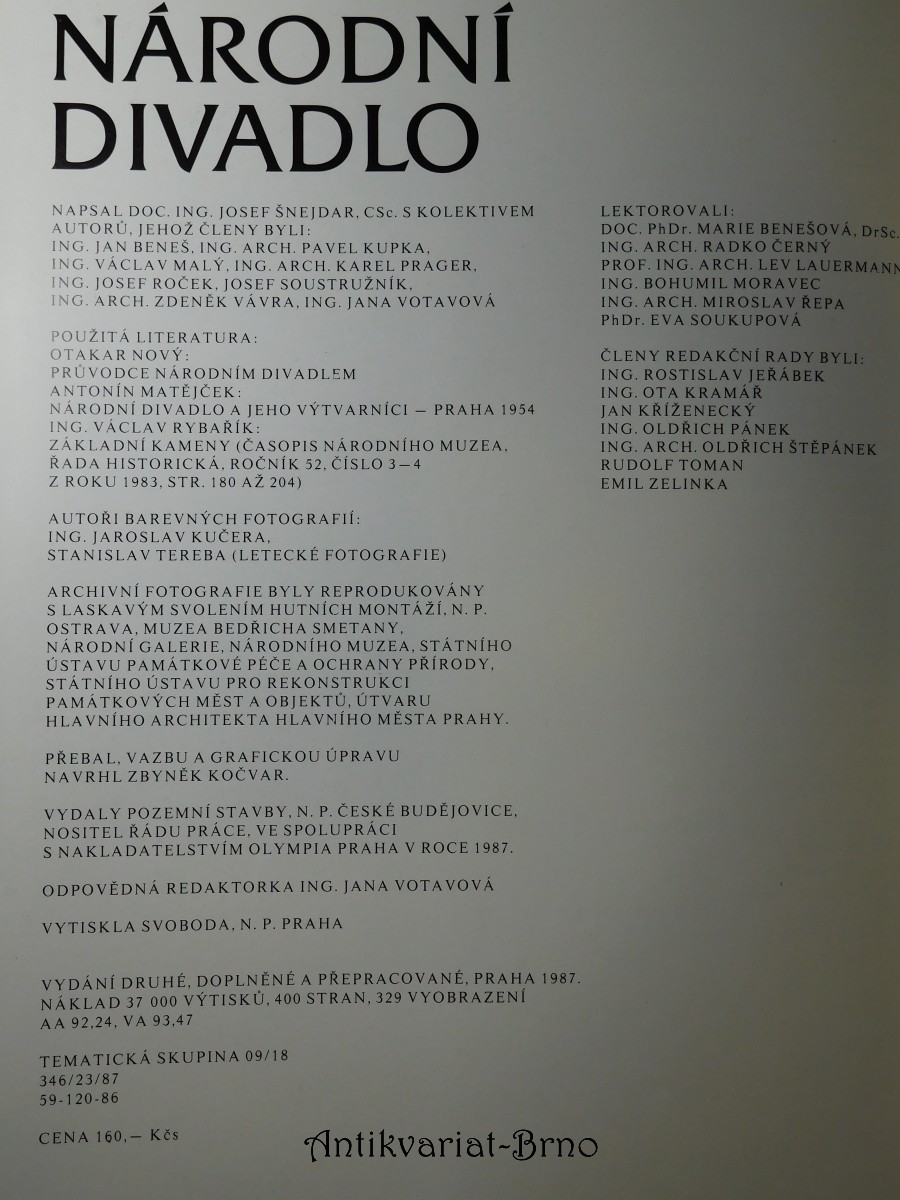 NÁRODNÍ
DIVADLO
NAPSAL DOC. ING. JOSEF ŠNEJDAR, CSc. S KOLEKTIVEM
AUTORŮ, JEHOŽ ČLENY BYLI:
ING. JAN BENEŠ, ING. ARCH. PAVEL KUPKA,
ING. VÁCLAV MALÝ, ING. ARCH. KAREL PRAGER,
ING. JOSEF ROČEK, JOSEF SOUSTRUŽNÍK,
ING. ARCH. ZDENĚK VÁVRA, ING. JANA VOTAVOVÁ
POUŽITÁ LITERATURA:
OTAKAR NOVÝ:
PRŮVODCE NÁRODNÍM DIVADLEM
ANTONÍN MATĚJČEK:
NÁRODNÍ DIVADLO A JEHO VÝTVARNÍCI – PRAHA 1954
ING. VÁCLAV RYBAŘÍK:
ZÁKLADNÍ KAMENY (ČASOPIS NÁRODNÍHO MUZEA,
ŘADA HISTORICKÁ, ROČNÍK 52, ČÍSLO 3–4
Z ROKU 1983, STR. 180 AŽ 204)
AUTOŘI BAREVNÝCH FOTOGRAFIÍ:
ING. JAROSLAV KUČERA,
STANISLAV TEREBA (LETECKÉ FOTOGRAFIE)
ARCHIVNÍ FOTOGRAFIE BYLY REPRODUKOVÁNY
S LASKAVÝM SVOLENÍM HUTNÍCH MONTÁŽÍ, N. P.
OSTRAVA, MUZEA BEDŘICHA SMETANY,
NÁRODNÍ GALERIE, NÁRODNÍHO MUZEA, STÁTNÍHO
ÚSTAVU PAMÁTKOVÉ PÉČE A OCHRANY PŘÍRODY,
STÁTNÍHO ÚSTAVU PRO REKONSTRUKCI
PAMÁTKOVÝCH MĚST A OBJEKTŮ, ÚTVARU
HLAVNÍHO ARCHITEKTA HLAVNÍHO MĚSTA PRAHY.
PŘEBAL, VAZBU A GRAFICKOU ÚPRAVU
NAVRHL ZBYNĚK KOČVAR.
VYDALY POZEMNÍ STAVBY, N. P. ČESKÉ BUDĚJOVICE,
NOSITEL ŘÁDU PRÁCE, VE SPOLUPRÁCI
S NAKLADATELSTVÍM OLYMPIA PRAHA V ROCE 1987.
ODPOVĚDNÁ REDAKTORKA ING. JANA VOTAVOVÁ
VYTISKLA SVOBODA, N. P. PRAHA
VYDÁNÍ DRUHÉ, DOPLNĚNÉ A PŘEPRACOVANÉ, PRAHA 1987.
NÁKLAD 37 000 VÝTISKŮ, 400 STRAN, 329 VYOBRAZENÍ
AA 92,24, VA 93,47
TEMATICKÁ SKUPINA 09/18
346/23/87
59-120-86
CENA 160,– Kčs
LEKTOROVALI:
DOC. PhDr. MARIE BENEŠOVÁ, DrSc.
ING. ARCH. RADKO ČERNÝ
PROF. ING. ARCH. LEV LAUERMANN
ING. BOHUMIL MORAVEC
ING. ARCH. MIROSLAV ŘEPA
PhDr. EVA SOUKUPOVÁ
ČLENY REDAKČNÍ RADY BYLI:
ING. ROSTISLAV JEŘÁBEK
ING. OTA KRAMÁŘ
JAN KŘÍŽENECKÝ
ING. OLDŘICH PÁNEK
ING. ARCH. OLDŘICH ŠTĚPÁNEK
RUDOLF TOMAN
EMIL ZELINKA
Antikvariat-Brno